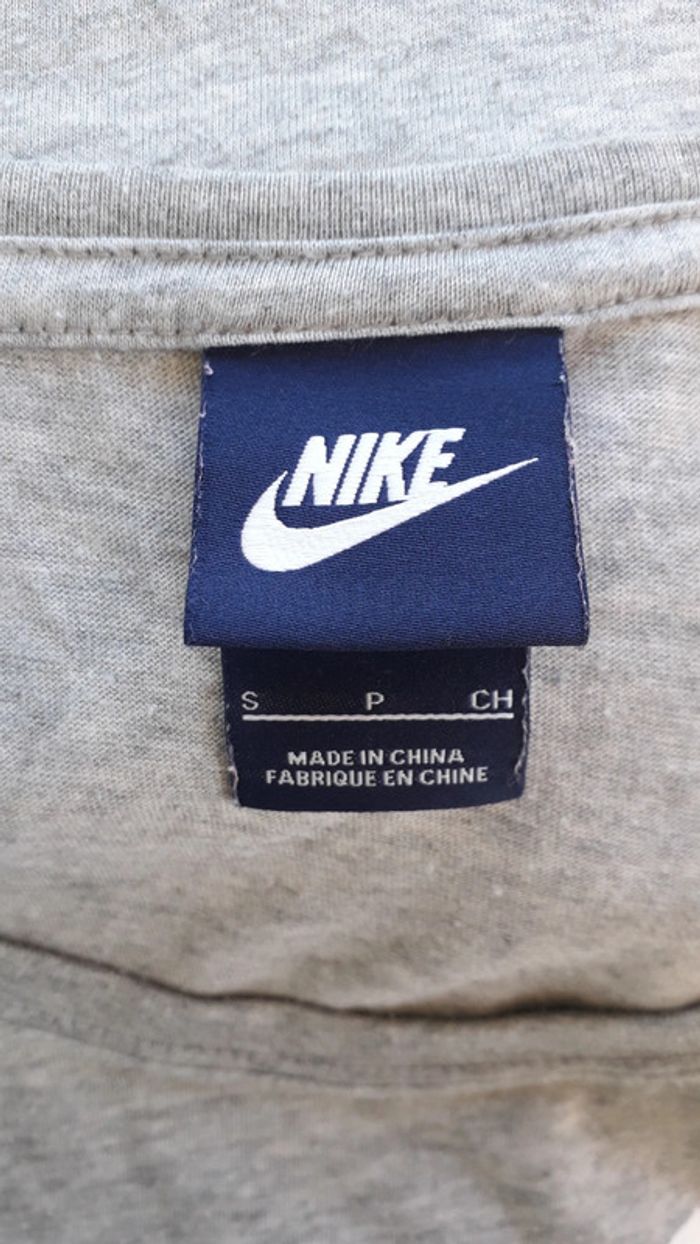 NIKE
S P CH
MADE IN CHINA
FABRIQUE EN CHINE